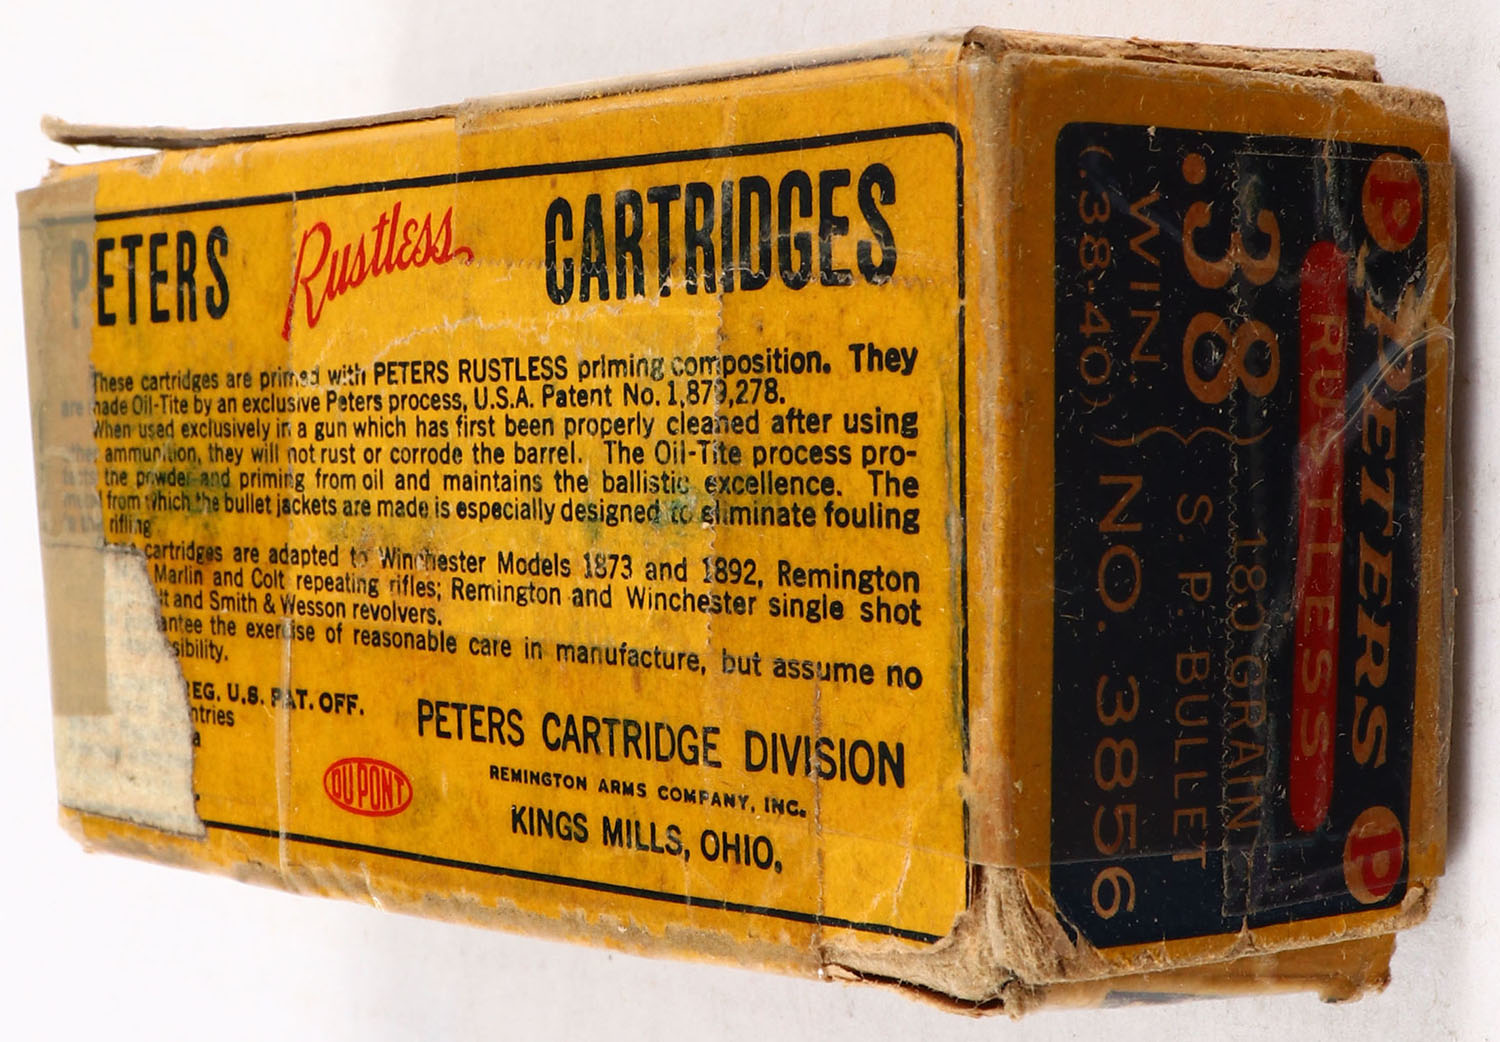 PETERS Rustless CARTRIDGES
These cartridges are primed with PETERS RUSTLESS priming composition. They
are made Oil-Tite by an exclusive Peters process, U.S.A. Patent No. 1,879,278.
When used exclusively in a gun which has first been properly cleaned after using
other ammunition, they will not rust or corrode the barrel. The Oil-Tite process pro-
the powder and priming from oil and maintains the ballistic excellence. The
from which the bullet jackets are made is especially designed to eliminate fouling
rifling
cartridges are adapted to Winchester Models 1873 and 1892, Remington
Marlin and Colt repeating rifles; Remington and Winchester single shot
and Smith & Wesson revolvers.
the exercise of reasonable care in manufacture, but assume no
REG. U.S. PAT. OFF.
PETERS CARTRIDGE DIVISION
REMINGTON ARMS COMPANY, INC.
KINGS MILLS, OHIO,
DU PONT
P PETERS P
RUSTLESS
.38 180 GRAIN
WIN. S. P. BULLET
(.38-40) NO. 3856